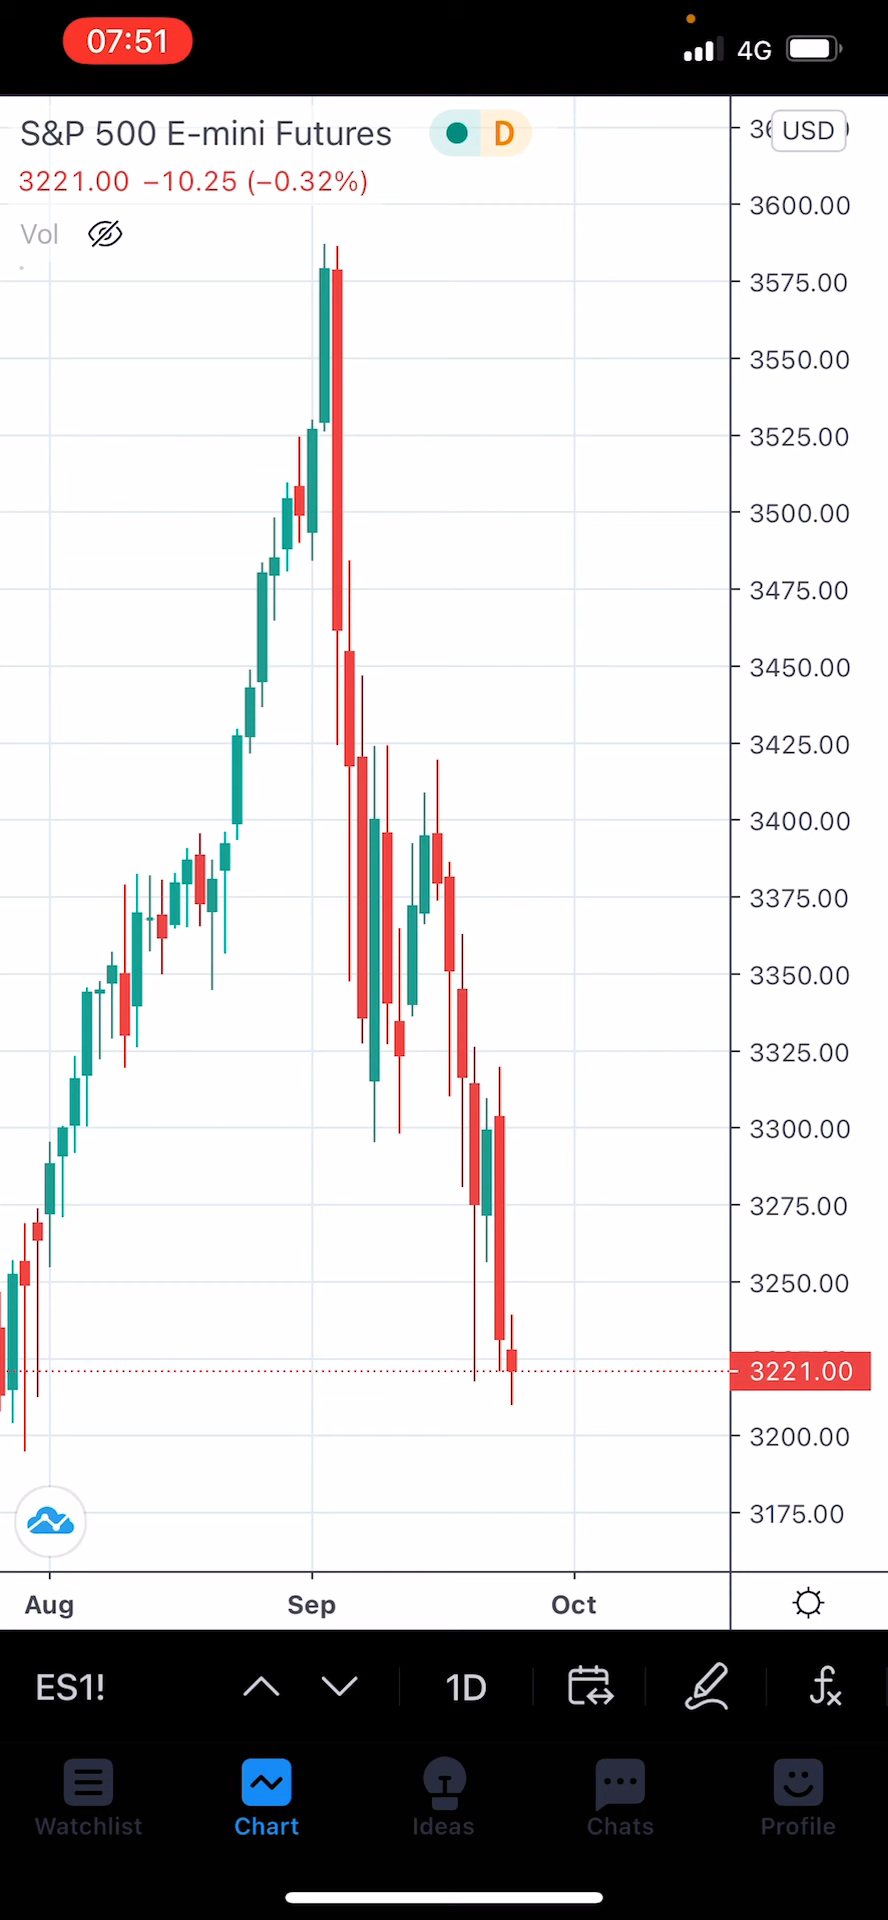 07:51
4G
S&P 500 E-mini Futures
D
USD
3221.00 −10.25 (−0.32%)
Vol
3600.00
3575.00
3550.00
3525.00
3500.00
3475.00
3450.00
3425.00
3400.00
3375.00
3350.00
3325.00
3300.00
3275.00
3250.00
3221.00
3200.00
3175.00
Aug
Sep
Oct
ES1!
1D
Watchlist
Chart
Ideas
Chats
Profile